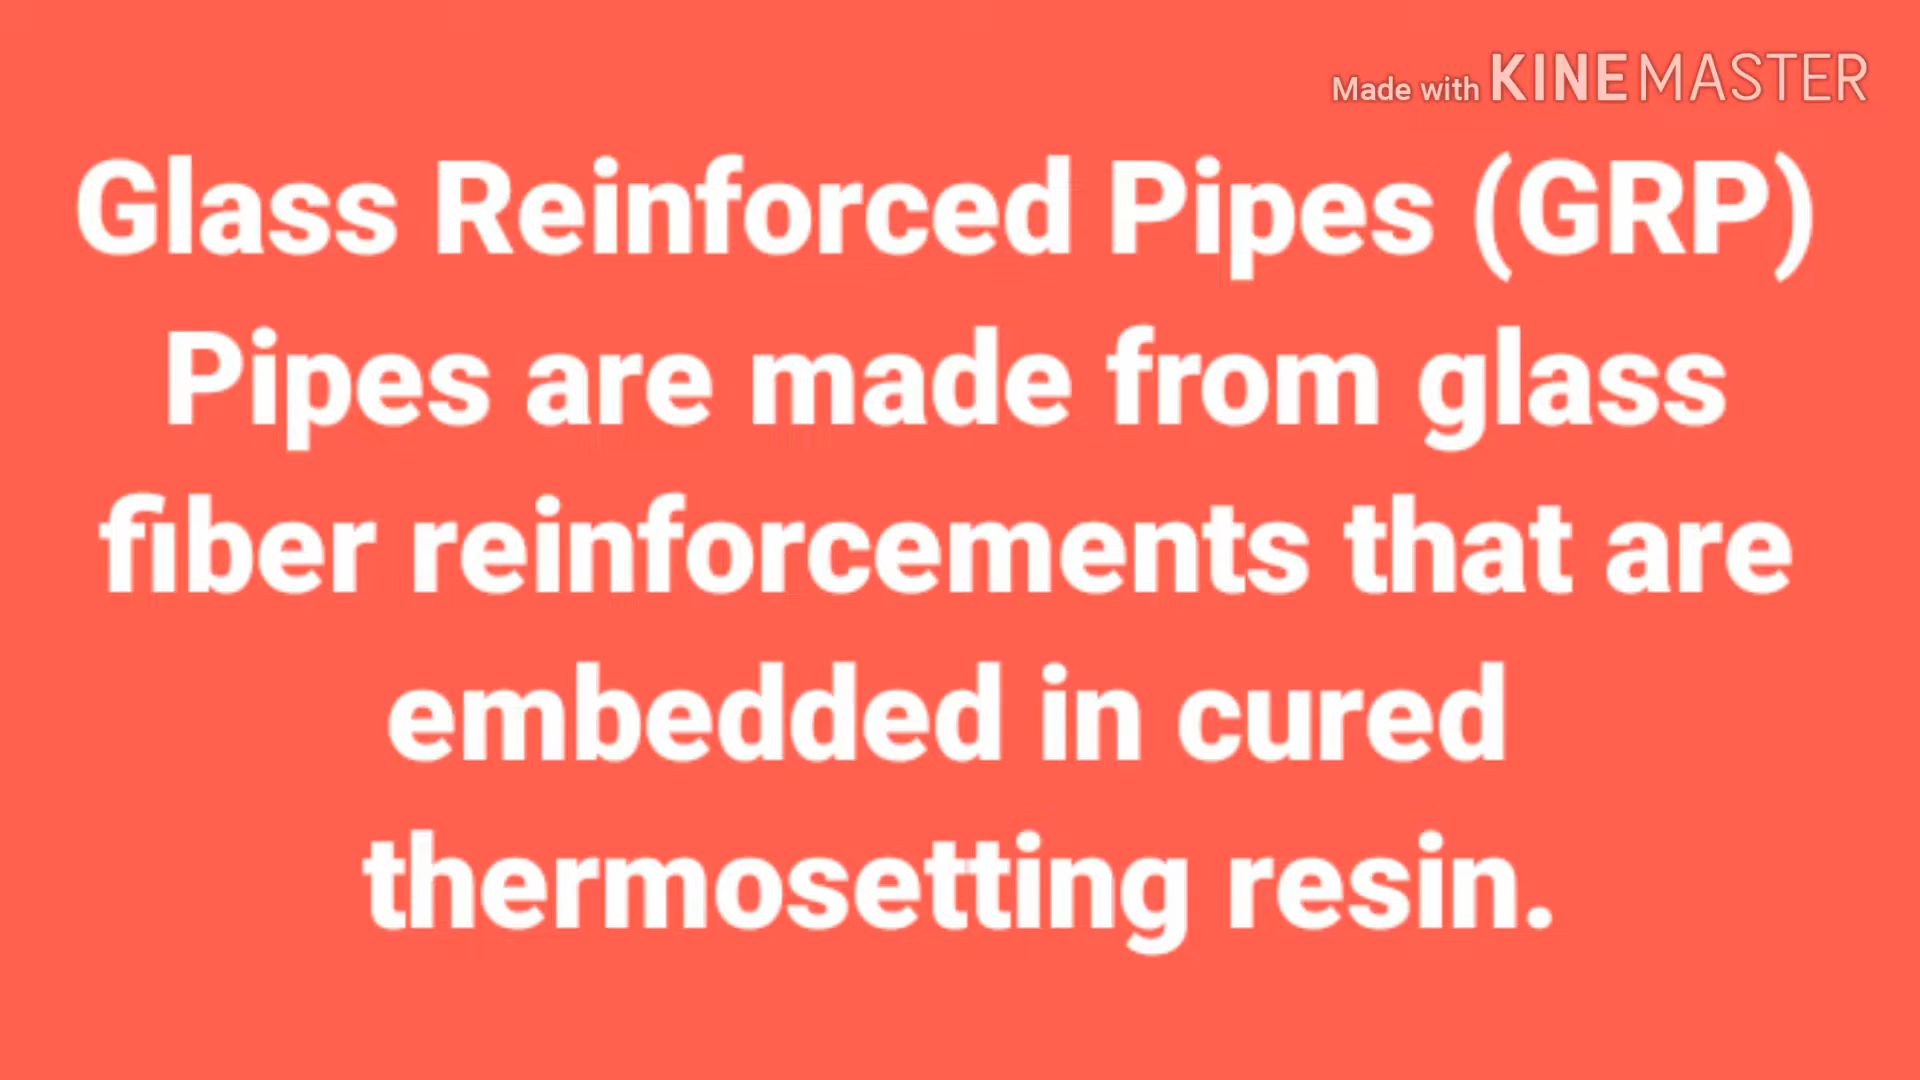 Made with KINEMASTER
Glass Reinforced Pipes (GRP)
Pipes are made from glass
fiber reinforcements that are
embedded in cured
thermosetting resin.